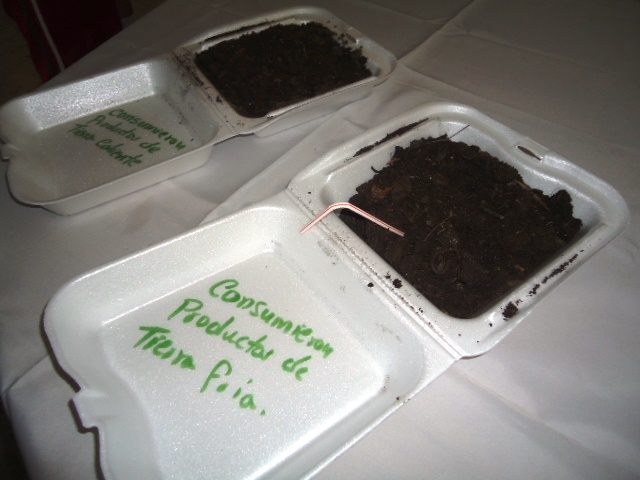 Consumieron
Productos de
Tierra Caliente
Consumieron
Productos de
Tierra fria.